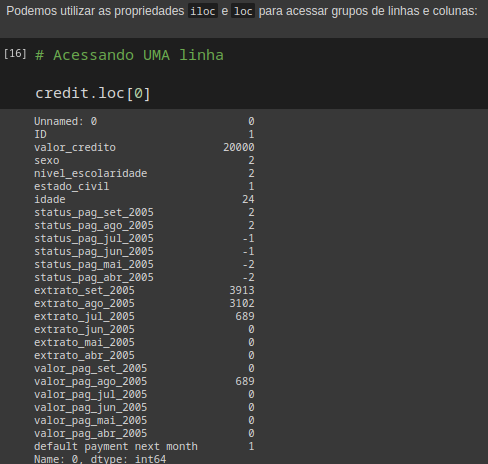 Podemos utilizar as propriedades iloc e loc para acessar grupos de linhas e colunas:
[16] # Acessando UMA linha
credit.loc[0]
Unnamed: 0 0
ID 1
valor_credito 20000
sexo 2
nivel_escolaridade 2
estado_civil 1
idade 24
status_pag_set_2005 2
status_pag_ago_2005 2
status_pag_jul_2005 -1
status_pag_jun_2005 -1
status_pag_mai_2005 -2
status_pag_abr_2005 -2
extrato_set_2005 3913
extrato_ago_2005 3102
extrato_jul_2005 689
extrato_jun_2005 0
extrato_mai_2005 0
extrato_abr_2005 0
valor_pag_set_2005 0
valor_pag_ago_2005 689
valor_pag_jul_2005 0
valor_pag_jun_2005 0
valor_pag_mai_2005 0
valor_pag_abr_2005 0
default payment next month 1
Name: 0, dtype: int64